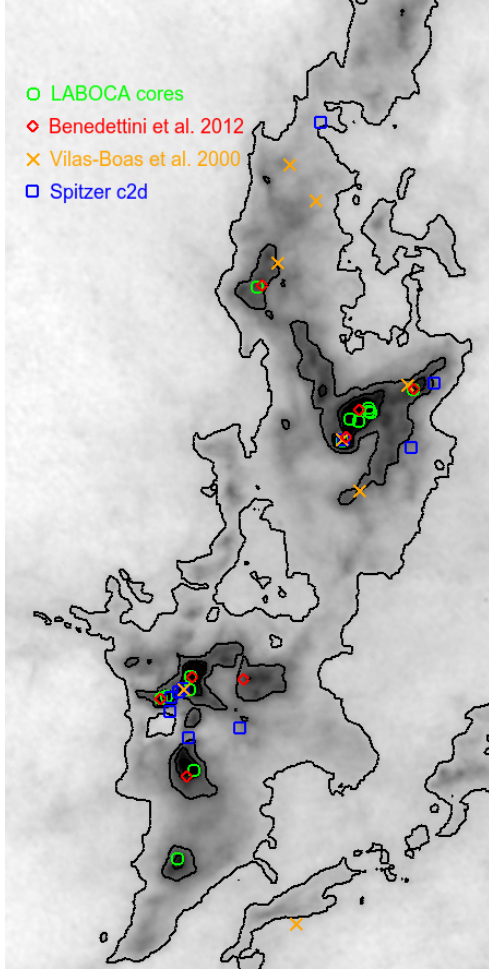 LABOCA cores
Benedettini et al. 2012
Vilas-Boas et al. 2000
Spitzer c2d